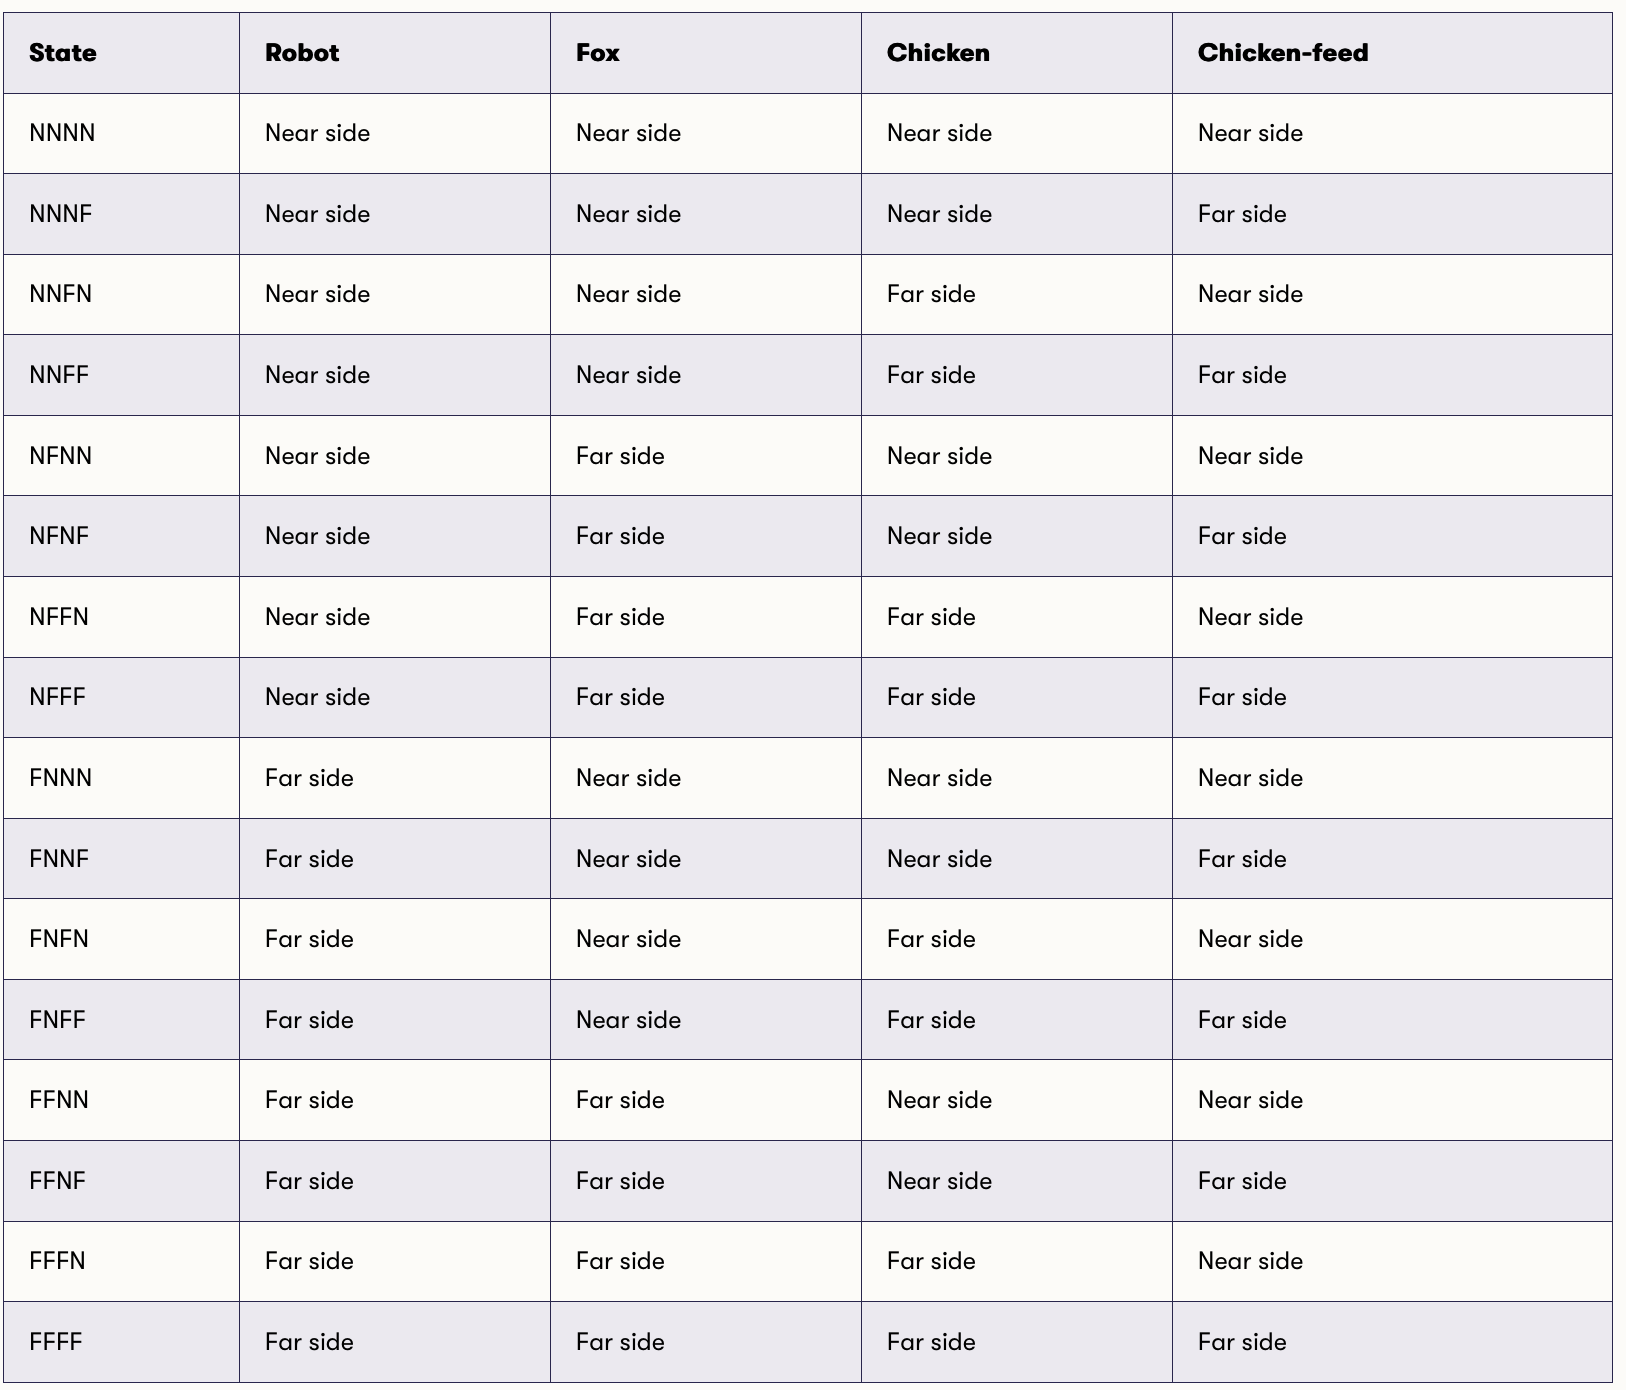 State Robot Fox Chicken Chicken-feed
NNNN Near side Near side Near side Near side
NNNF Near side Near side Near side Far side
NNFN Near side Near side Far side Near side
NNFF Near side Near side Far side Far side
NFNN Near side Far side Near side Near side
NFNF Near side Far side Near side Far side
NFFN Near side Far side Far side Near side
NFFF Near side Far side Far side Far side
FNNN Far side Near side Near side Near side
FNNF Far side Near side Near side Far side
FNFN Far side Near side Far side Near side
FNFF Far side Near side Far side Far side
FFNN Far side Far side Near side Near side
FFNF Far side Far side Near side Far side
FFFN Far side Far side Far side Near side
FFFF Far side Far side Far side Far side